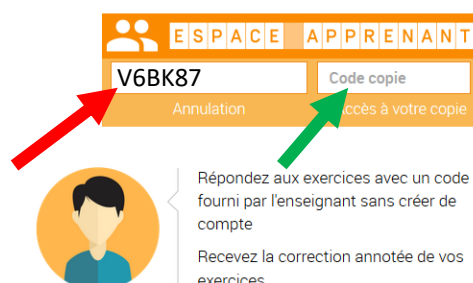 ESPACE APPRENANT
V6BK87 Code copie
Annulation accès à votre copie
Répondez aux exercices avec un code
fourni par l'enseignant sans créer de
compte
Recevez la correction annotée de vos
exercices